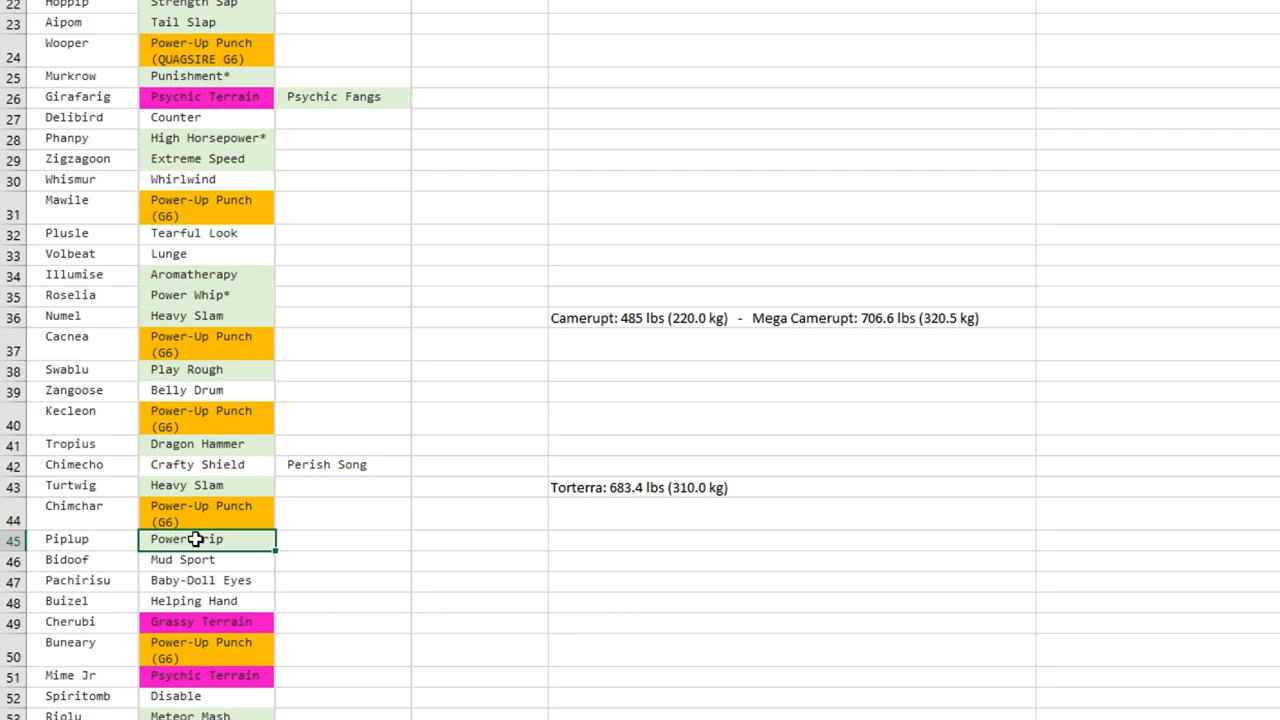 22 Hoppip Strength Sap
23 Aipom Tail Slap
24 Wooper Power-Up Punch
(QUAGSIRE G6)
25 Murkrow Punishment*
26 Girafarig Psychic Terrain Psychic Fangs
27 Delibird Counter
28 Phanpy High Horsepower*
29 Zigzagoon Extreme Speed
30 Whismur Whirlwind
31 Mawile Power-Up Punch
(G6)
32 Plusle Tearful Look
33 Volbeat Lunge
34 Illumise Aromatherapy
35 Roselia Power Whip*
36 Numel Heavy Slam Camerupt: 485 lbs (220.0 kg) - Mega Camerupt: 706.6 lbs (320.5 kg)
37 Cacnea Power-Up Punch
(G6)
38 Swablu Play Rough
39 Zangoose Belly Drum
40 Kecleon Power-Up Punch
(G6)
41 Tropius Dragon Hammer
42 Chimecho Crafty Shield Perish Song
43 Turtwig Heavy Slam Torterra: 683.4 lbs (310.0 kg)
44 Chimchar Power-Up Punch
(G6)
45 Piplup Power
46 Bidoof Mud Sport
47 Pachirisu Baby-Doll Eyes
48 Buizel Helping Hand
49 Cherubi Grassy Terrain
50 Buneary Power-Up Punch
(G6)
51 Mime Jr Psychic Terrain
52 Spiritomb Disable
53 Riolu Meteor Mash